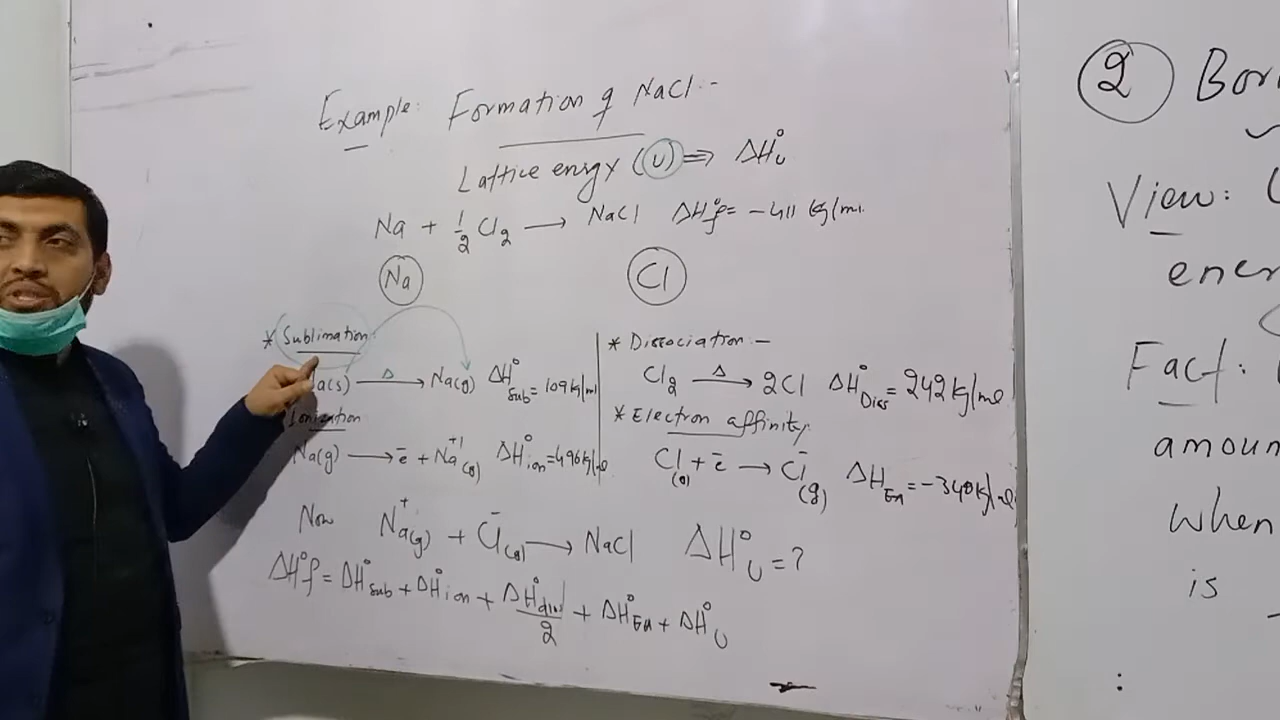 Example: Formation of NaCl :-
Lattice energy (U) ⇒ ΔH°U
Na + 1/2 Cl2 → NaCl ΔH°f = -411 kJ/mol
Na
Cl
* Sublimation
Na(s) —Δ→ Na(g) ΔH°Sub = 109 kJ/mol
Ionization
Na(g) → ē + Na+1(g) ΔH°ion = 496 kJ/mol
* Dissociation :-
Cl2 —Δ→ 2Cl ΔH°Diss = 242 kJ/mol
* Electron affinity
Cl(g) + ē → Cl-(g) ΔHEa = -348 kJ/mol
Now Na+(g) + Cl-(g) → NaCl ΔH°U = ?
ΔH°f = ΔH°sub + ΔH°ion + ΔH°diss/2 + ΔH°Ea + ΔH°U
2 Bor
View:
ener
Fact:
amoun
when
is
: